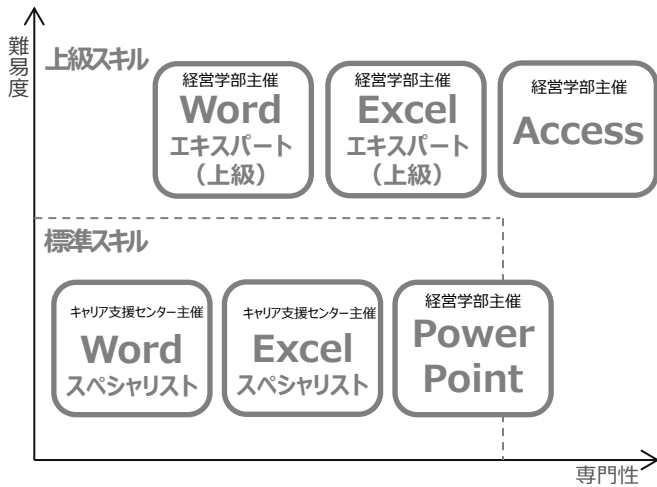 難易度
上級スキル
経営学部主催
Word
エキスパート
（上級）
経営学部主催
Excel
エキスパート
（上級）
経営学部主催
Access
標準スキル
キャリア支援センター主催
Word
スペシャリスト
キャリア支援センター主催
Excel
スペシャリスト
経営学部主催
Power
Point
専門性